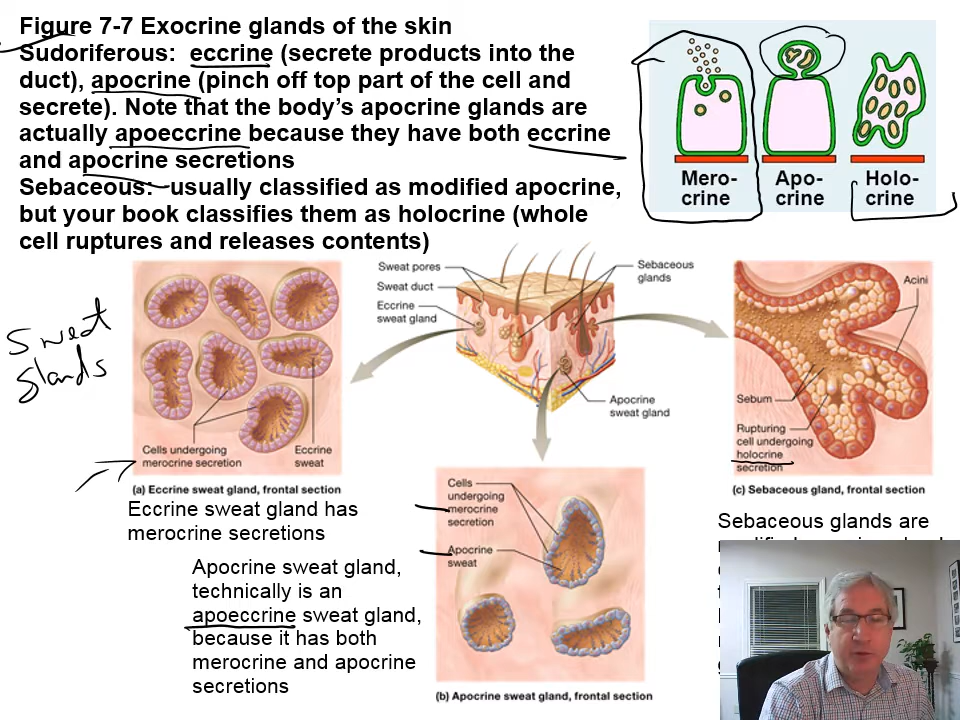 Figure 7-7 Exocrine glands of the skin
Sudoriferous: eccrine (secrete products into the
duct), apocrine (pinch off top part of the cell and
secrete). Note that the body's apocrine glands are
actually apoeccrine because they have both eccrine
and apocrine secretions
Sebaceous: usually classified as modified apocrine,
but your book classifies them as holocrine (whole
cell ruptures and releases contents)
Mero-
crine
Apo-
crine
Holo-
crine
Sweat
glands
Cells undergoing
merocrine secretion
Eccrine
sweat
(a) Eccrine sweat gland, frontal section
Eccrine sweat gland has
merocrine secretions
Sweat pores
Sweat duct
Eccrine
sweat gland
Sebaceous
glands
Apocrine
sweat gland
Acini
Sebum
Rupturing
cell undergoing
holocrine
secretion
(c) Sebaceous gland, frontal section
Sebaceous glands are
Apocrine sweat gland,
technically is an
apoeccrine sweat gland,
because it has both
merocrine and apocrine
secretions
Cells
undergoing
merocrine
secretion
Apocrine
sweat
(b) Apocrine sweat gland, frontal section